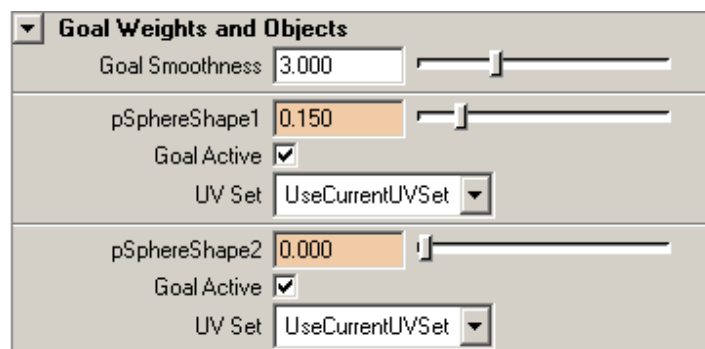 Goal Weights and Objects
Goal Smoothness 3.000
pSphereShape1 0.150
Goal Active
UV Set UseCurrentUVSet
pSphereShape2 0.000
Goal Active
UV Set UseCurrentUVSet